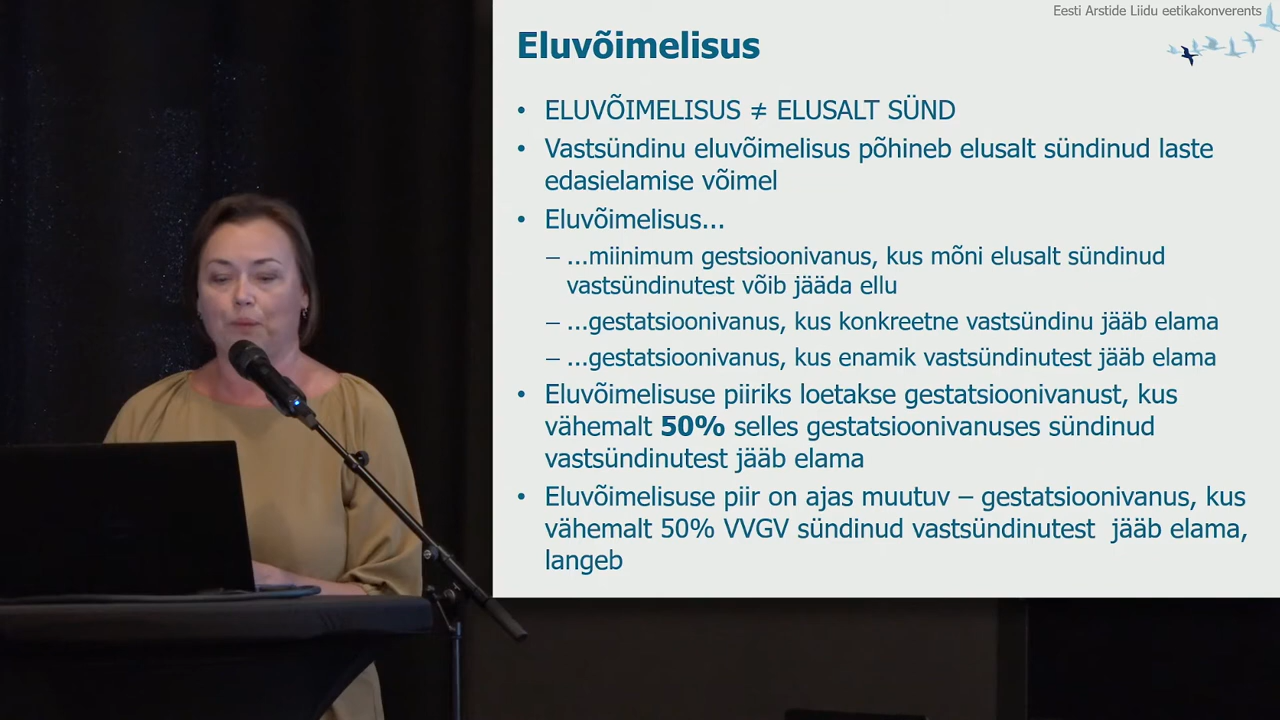 Eesti Arstide Liidu eetikakonverents
Eluvõimelisus
• ELUVÕIMELISUS ≠ ELUSALT SÜND
• Vastsündinu eluvõimelisus põhineb elusalt sündinud laste
edasielamise võimel
• Eluvõimelisus...
– ...miinimum gestsioonivanus, kus mõni elusalt sündinud
vastsündinutest võib jääda ellu
– ...gestatsioonivanus, kus konkreetne vastsündinu jääb elama
– ...gestatsioonivanus, kus enamik vastsündinutest jääb elama
• Eluvõimelisuse piiriks loetakse gestatsioonivanust, kus
vähemalt 50% selles gestatsioonivanuses sündinud
vastsündinutest jääb elama
• Eluvõimelisuse piir on ajas muutuv – gestatsioonivanus, kus
vähemalt 50% VVGV sündinud vastsündinutest jääb elama,
langeb